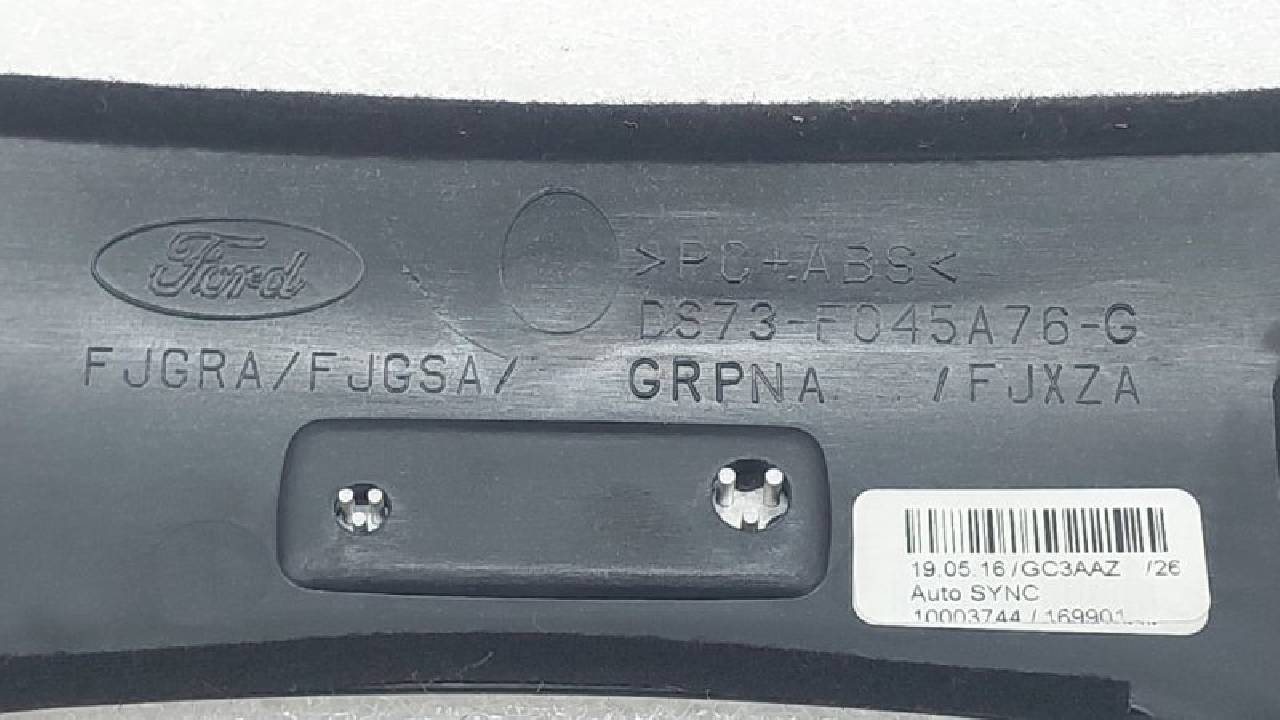 Ford
>PC+ABS<
DS73-F045A76-G
FJGRA/FJGSA/ GRPNA /FJXZA
19.05.16/GC3AAZ /26
Auto SYNC
10003744 /